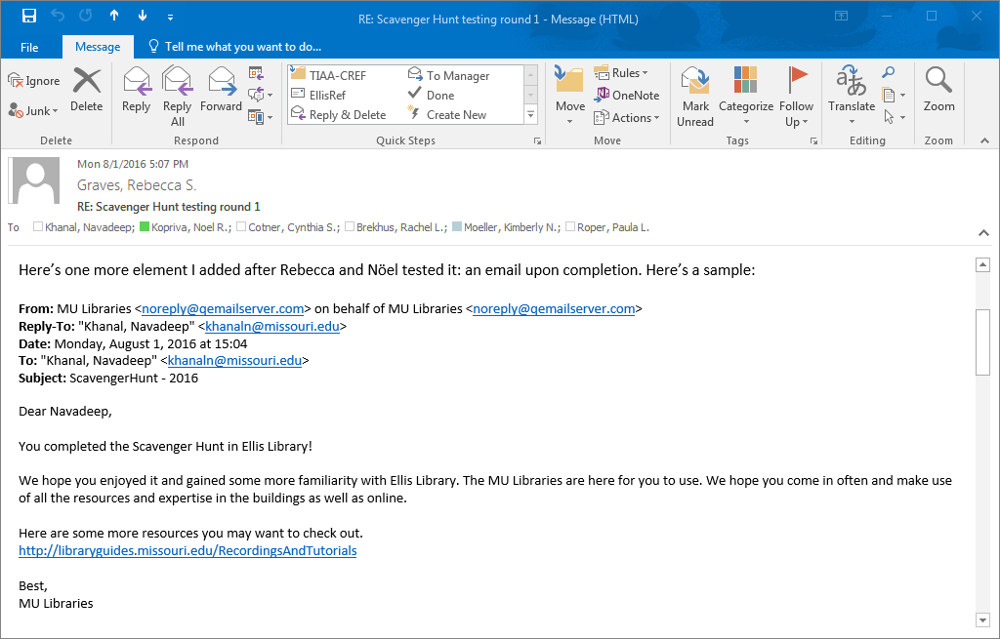 RE: Scavenger Hunt testing round 1 - Message (HTML)
File Message Tell me what you want to do...
Ignore
Junk
Delete
Reply
Reply All
Forward
TIAA-CREF To Manager
EllisRef Done
Reply & Delete Create New
Move
Rules
OneNote
Actions
Mark Unread
Categorize
Follow Up
Translate
Zoom
Delete Respond Quick Steps Move Tags Editing Zoom
Mon 8/1/2016 5:07 PM
Graves, Rebecca S.
RE: Scavenger Hunt testing round 1
To Khanal, Navadeep; Kopriva, Noel R.; Cotner, Cynthia S.; Brekhus, Rachel L.; Moeller, Kimberly N.; Roper, Paula L.
Here's one more element I added after Rebecca and Nöel tested it: an email upon completion. Here's a sample:
From: MU Libraries <noreply@qemailserver.com> on behalf of MU Libraries <noreply@qemailserver.com>
Reply-To: "Khanal, Navadeep" <khanaln@missouri.edu>
Date: Monday, August 1, 2016 at 15:04
To: "Khanal, Navadeep" <khanaln@missouri.edu>
Subject: ScavengerHunt - 2016
Dear Navadeep,
You completed the Scavenger Hunt in Ellis Library!
We hope you enjoyed it and gained some more familiarity with Ellis Library. The MU Libraries are here for you to use. We hope you come in often and make use
of all the resources and expertise in the buildings as well as online.
Here are some more resources you may want to check out.
http://libraryguides.missouri.edu/RecordingsAndTutorials
Best,
MU Libraries